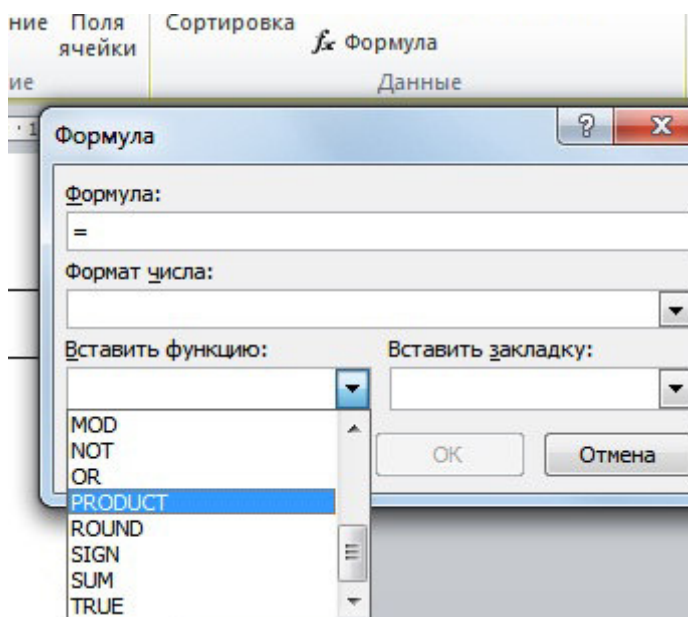 ние Поля Сортировка
ячейки
fx Формула
ие Данные
· 1
Формула
Формула:
=
Формат числа:
Вставить функцию: Вставить закладку:
MOD
NOT
OK Отмена
OR
PRODUCT
ROUND
SIGN
SUM
TRUE